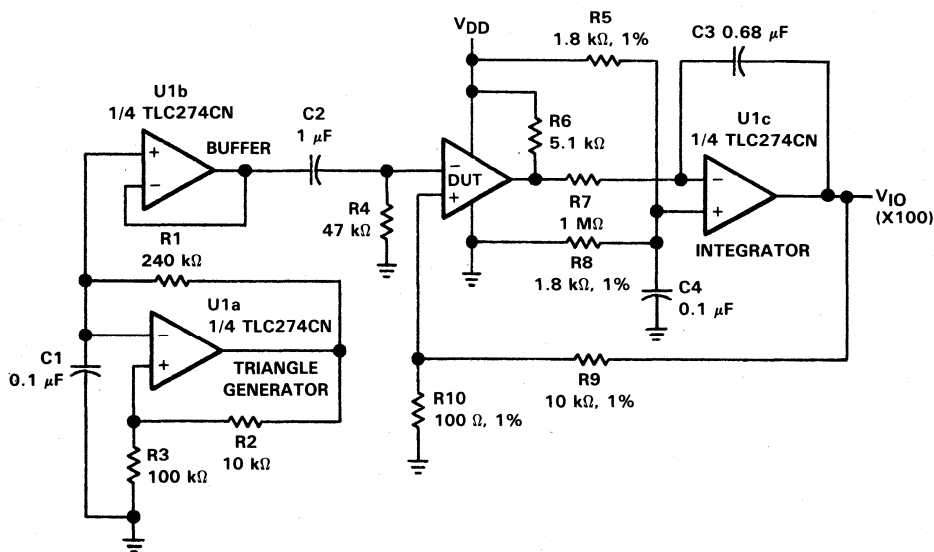 VDD
R5
1.8 kΩ, 1%
C3 0.68 µF
U1b
1/4 TLC274CN
BUFFER
C2
1 µF
R6
5.1 kΩ
U1c
1/4 TLC274CN
DUT
R4
47 kΩ
R7
1 MΩ
VIO
(X100)
INTEGRATOR
R1
240 kΩ
R8
1.8 kΩ, 1%
C4
0.1 µF
U1a
1/4 TLC274CN
C1
0.1 µF
TRIANGLE
GENERATOR
R9
10 kΩ, 1%
R10
100 Ω, 1%
R2
10 kΩ
R3
100 kΩ